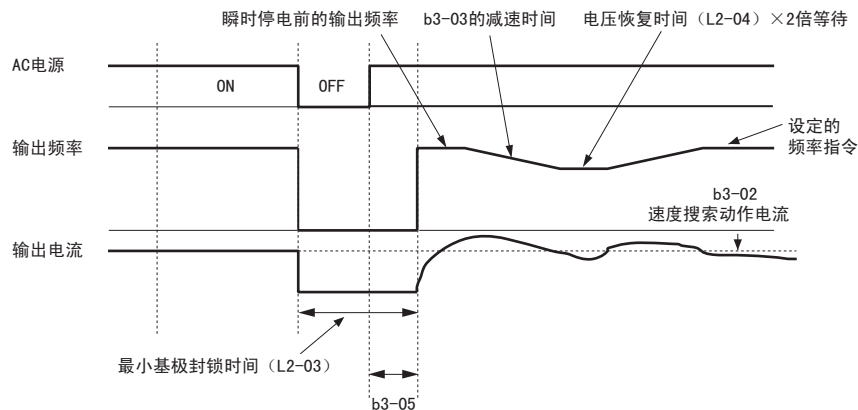 瞬时停电前的输出频率
b3-03的减速时间
电压恢复时间（L2-04）×2倍等待
AC电源
ON
OFF
输出频率
设定的
频率指令
b3-02
速度搜索动作电流
输出电流
最小基极封锁时间（L2-03）
b3-05